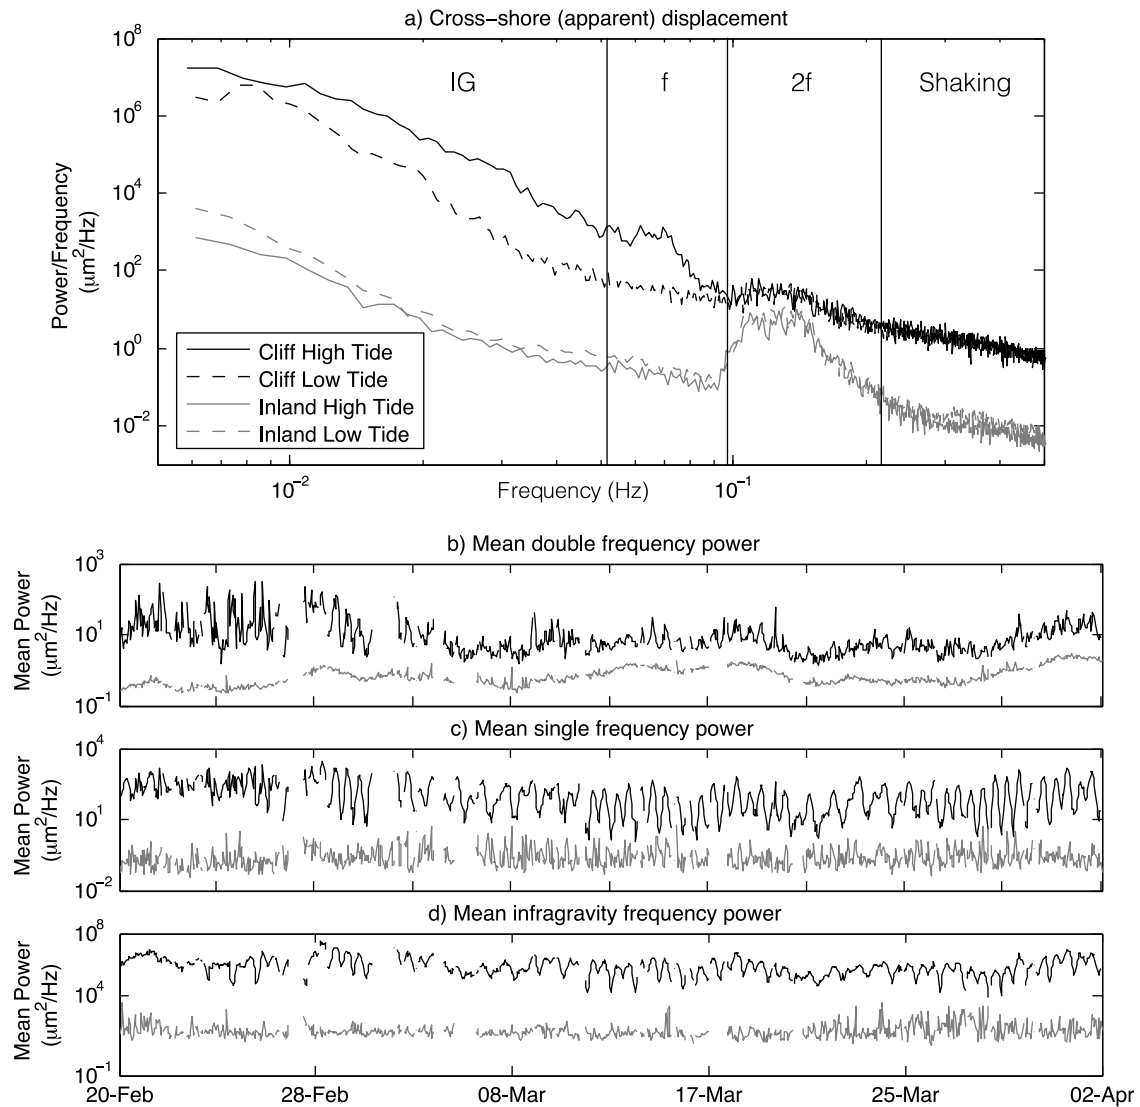 a) Cross-shore (apparent) displacement
10^8
10^6
10^4
10^2
10^0
10^-2
Power/Frequency
(μm^2/Hz)
IG
f
2f
Shaking
Cliff High Tide
Cliff Low Tide
Inland High Tide
Inland Low Tide
10^-2
Frequency (Hz)
10^-1
b) Mean double frequency power
10^3
10^1
10^-1
Mean Power
(μm^2/Hz)
c) Mean single frequency power
10^4
10^1
10^-2
Mean Power
(μm^2/Hz)
d) Mean infragravity frequency power
10^8
10^4
10^-1
Mean Power
(μm^2/Hz)
20-Feb
28-Feb
08-Mar
17-Mar
25-Mar
02-Apr